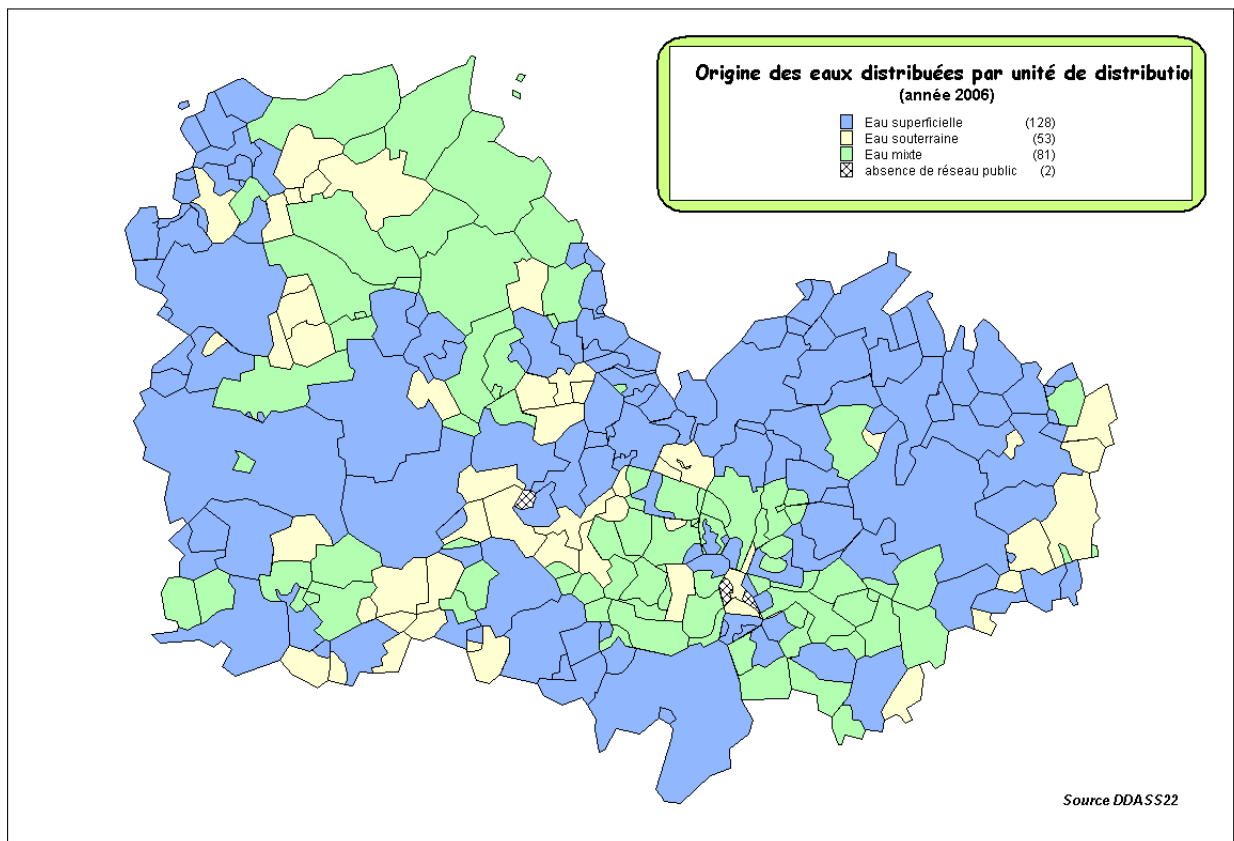 Origine des eaux distribuées par unité de distributio
(année 2006)
Eau superficielle (128)
Eau souterraine (53)
Eau mixte (81)
absence de réseau public (2)
Source DDASS22